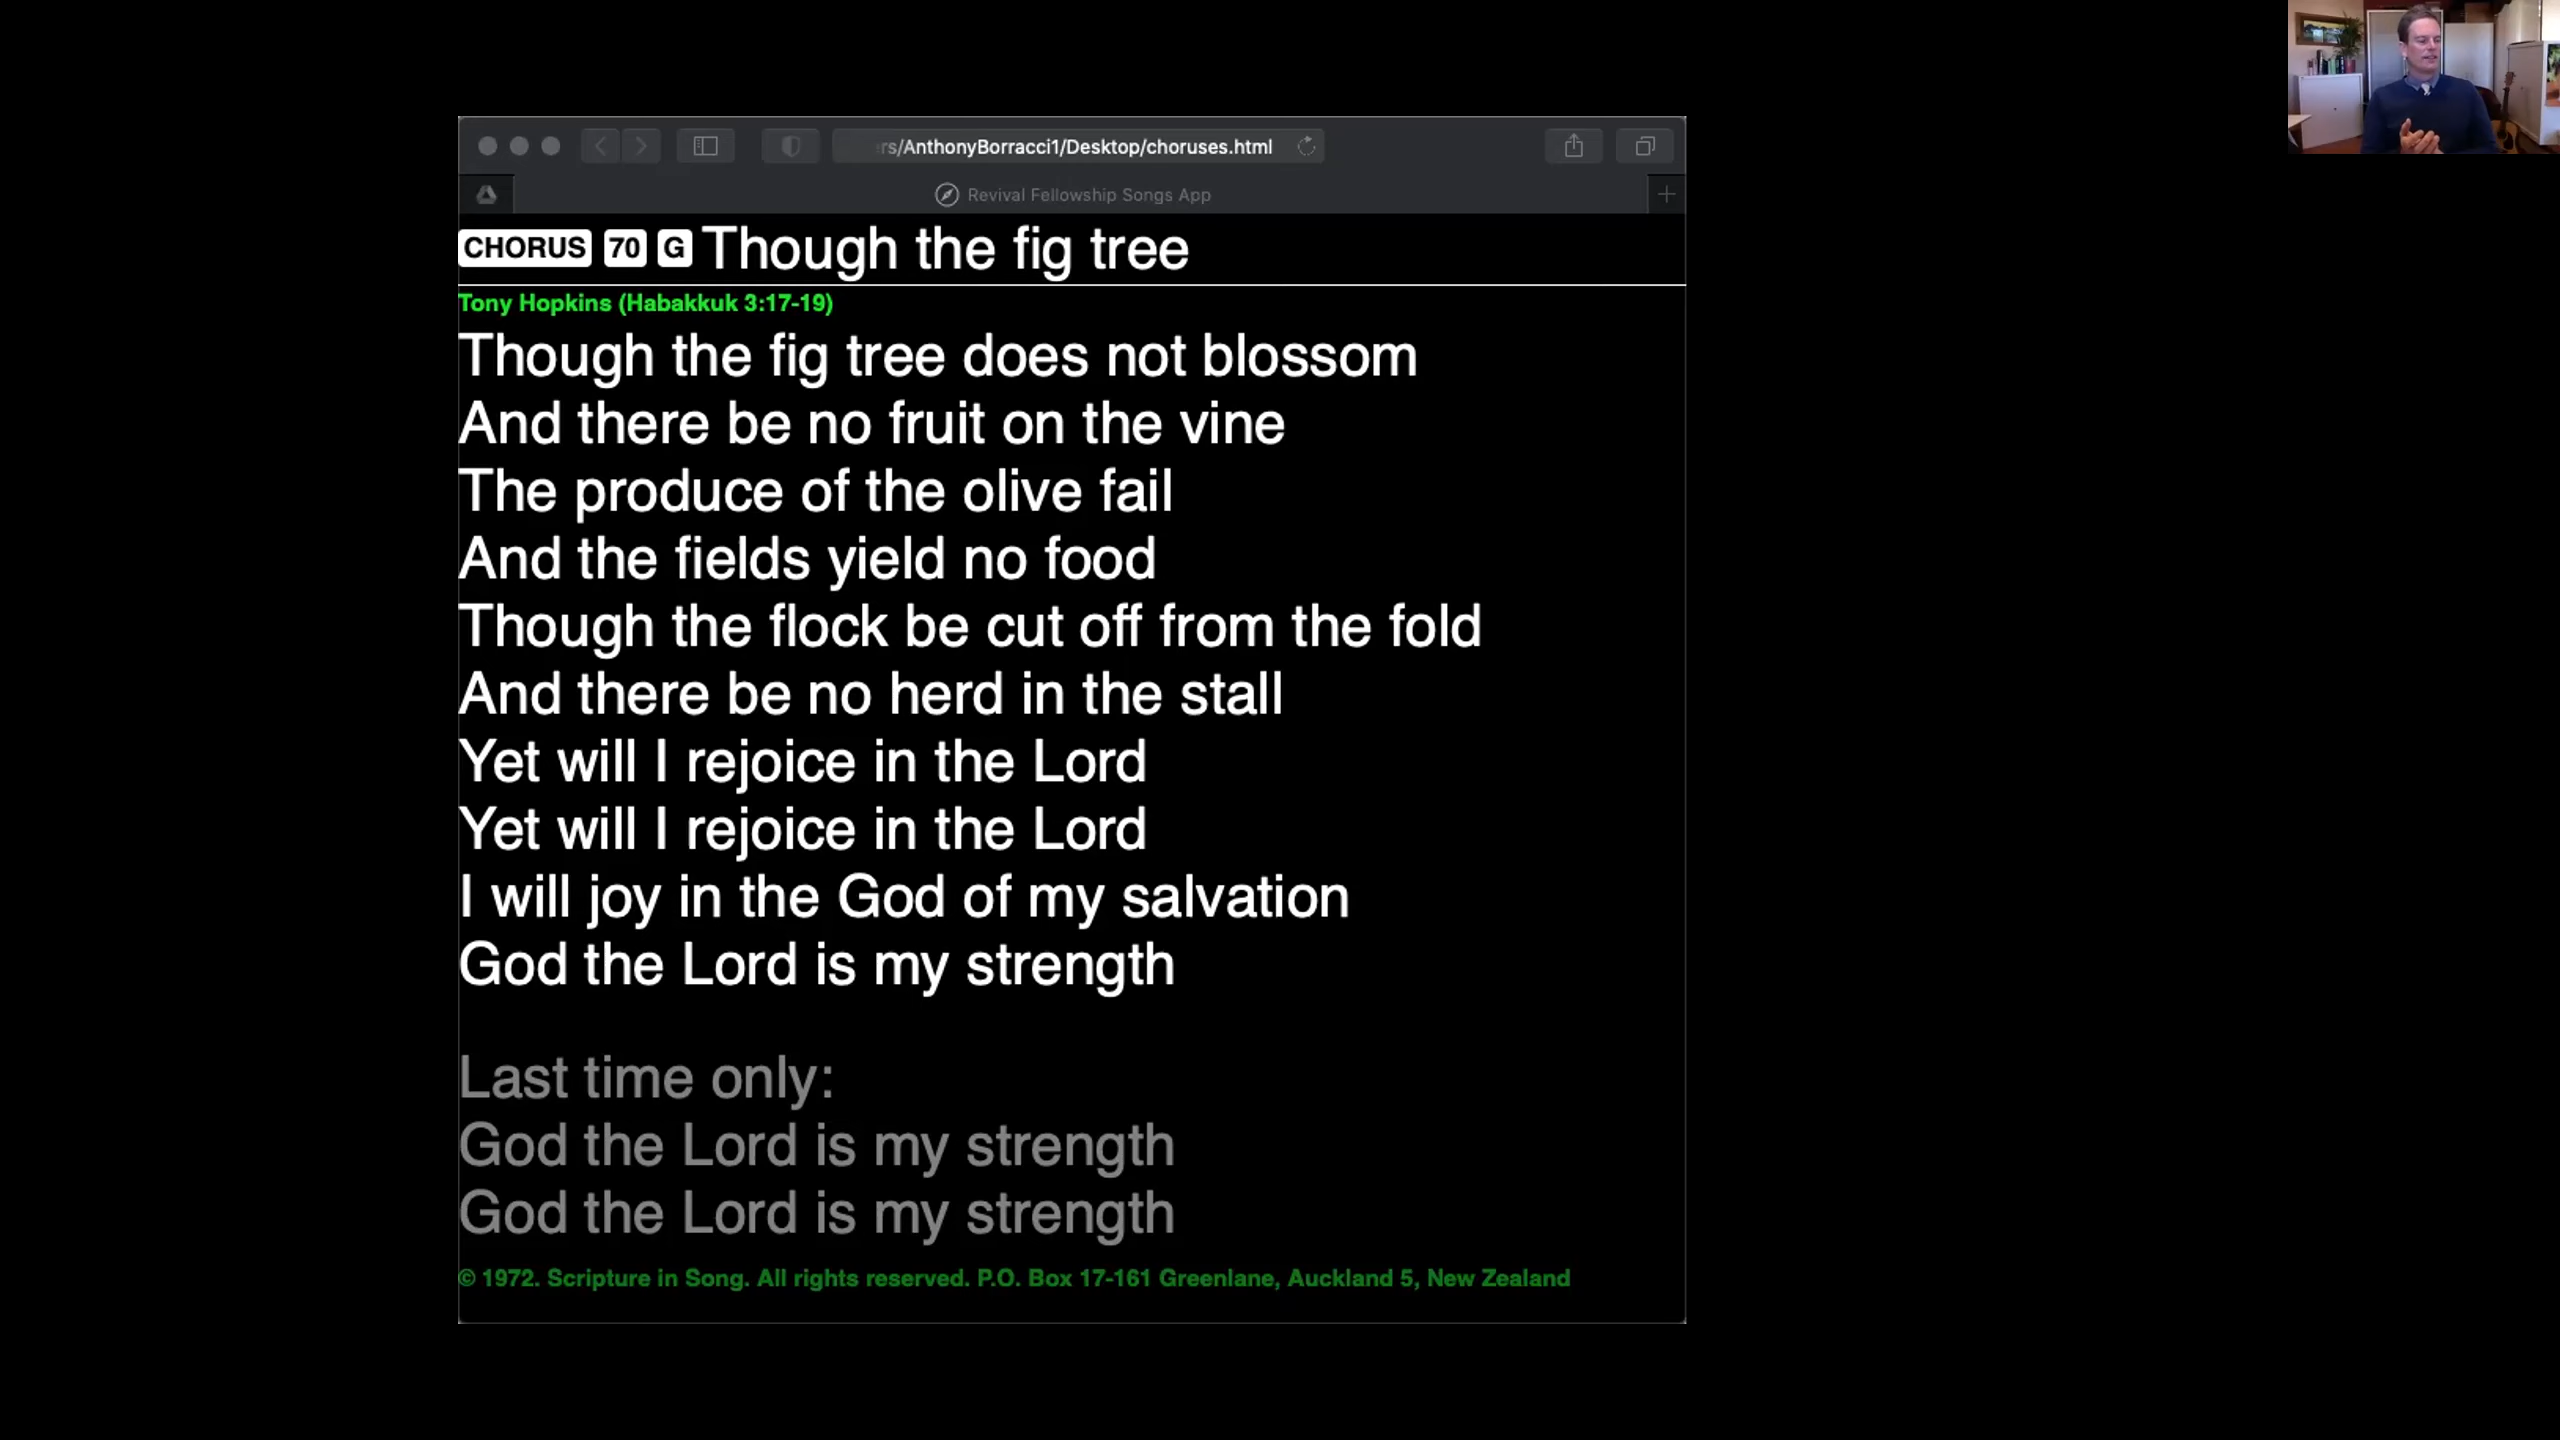 rs/AnthonyBorracci1/Desktop/choruses.html
Revival Fellowship Songs App
CHORUS 70 G Though the fig tree
Tony Hopkins (Habakkuk 3:17-19)
Though the fig tree does not blossom
And there be no fruit on the vine
The produce of the olive fail
And the fields yield no food
Though the flock be cut off from the fold
And there be no herd in the stall
Yet will I rejoice in the Lord
Yet will I rejoice in the Lord
I will joy in the God of my salvation
God the Lord is my strength
Last time only:
God the Lord is my strength
God the Lord is my strength
© 1972. Scripture in Song. All rights reserved. P.O. Box 17-161 Greenlane, Auckland 5, New Zealand